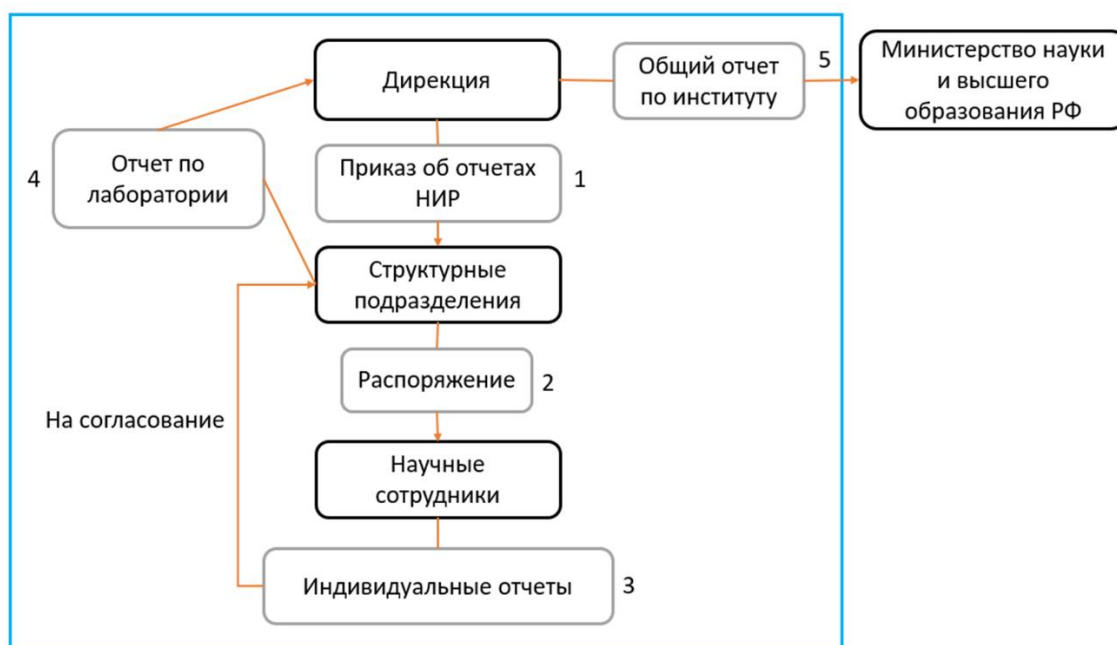 Дирекция
Общий отчет
по институту
5
Министерство науки
и высшего
образования РФ
4
Отчет по
лаборатории
Приказ об отчетах
НИР
1
Структурные
подразделения
Распоряжение
2
На согласование
Научные
сотрудники
Индивидуальные отчеты
3